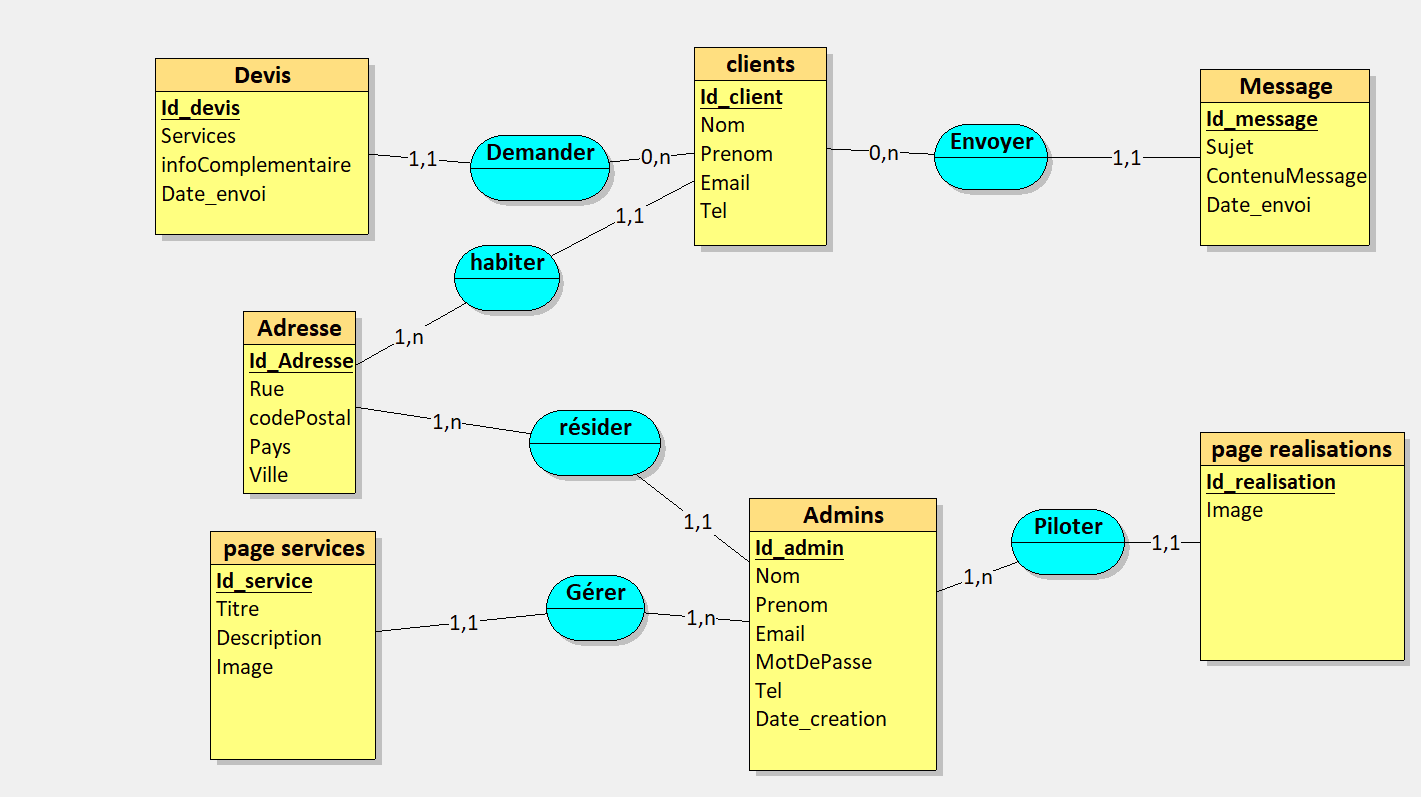 Devis
Id_devis
Services
infoComplementaire
Date_envoi
1,1
Demander
0,n
clients
Id_client
Nom
Prenom
Email
Tel
0,n
Envoyer
1,1
Message
Id_message
Sujet
ContenuMessage
Date_envoi
1,1
habiter
1,n
Adresse
Id_Adresse
Rue
codePostal
Pays
Ville
1,n
résider
1,1
page services
Id_service
Titre
Description
Image
1,1
Gérer
1,n
Admins
Id_admin
Nom
Prenom
Email
MotDePasse
Tel
Date_creation
1,n
Piloter
1,1
page realisations
Id_realisation
Image